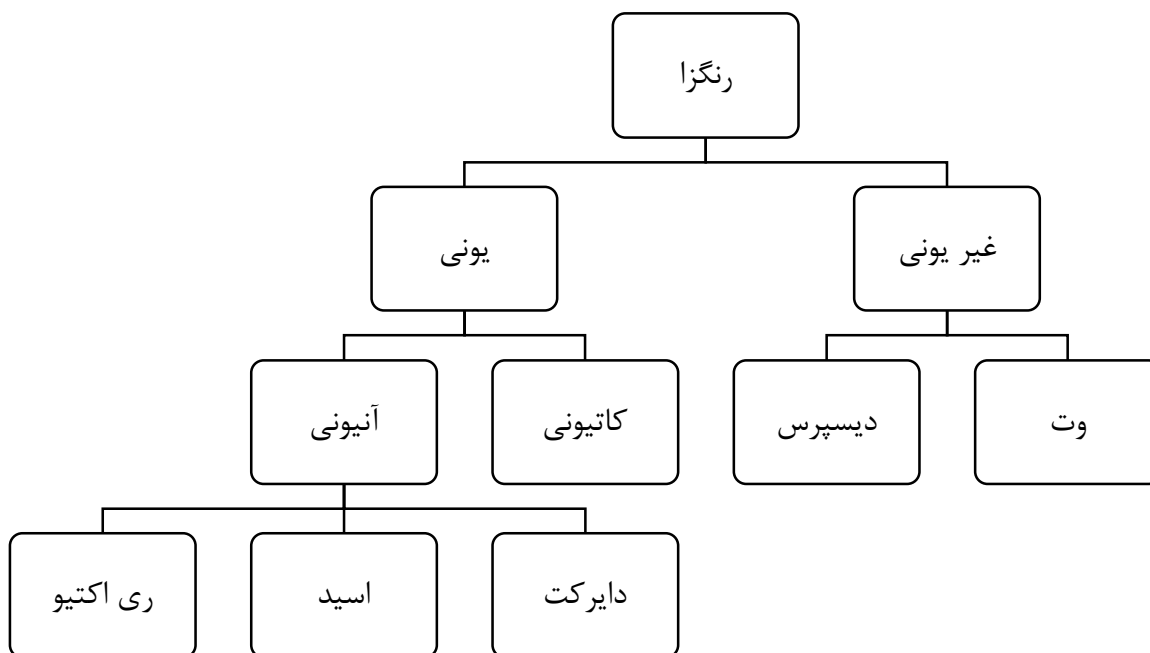 رنگزا
غیر یونی
یونی
وت
دیسپرس
کاتیونی
آنیونی
دایرکت
اسید
ری اکتیو